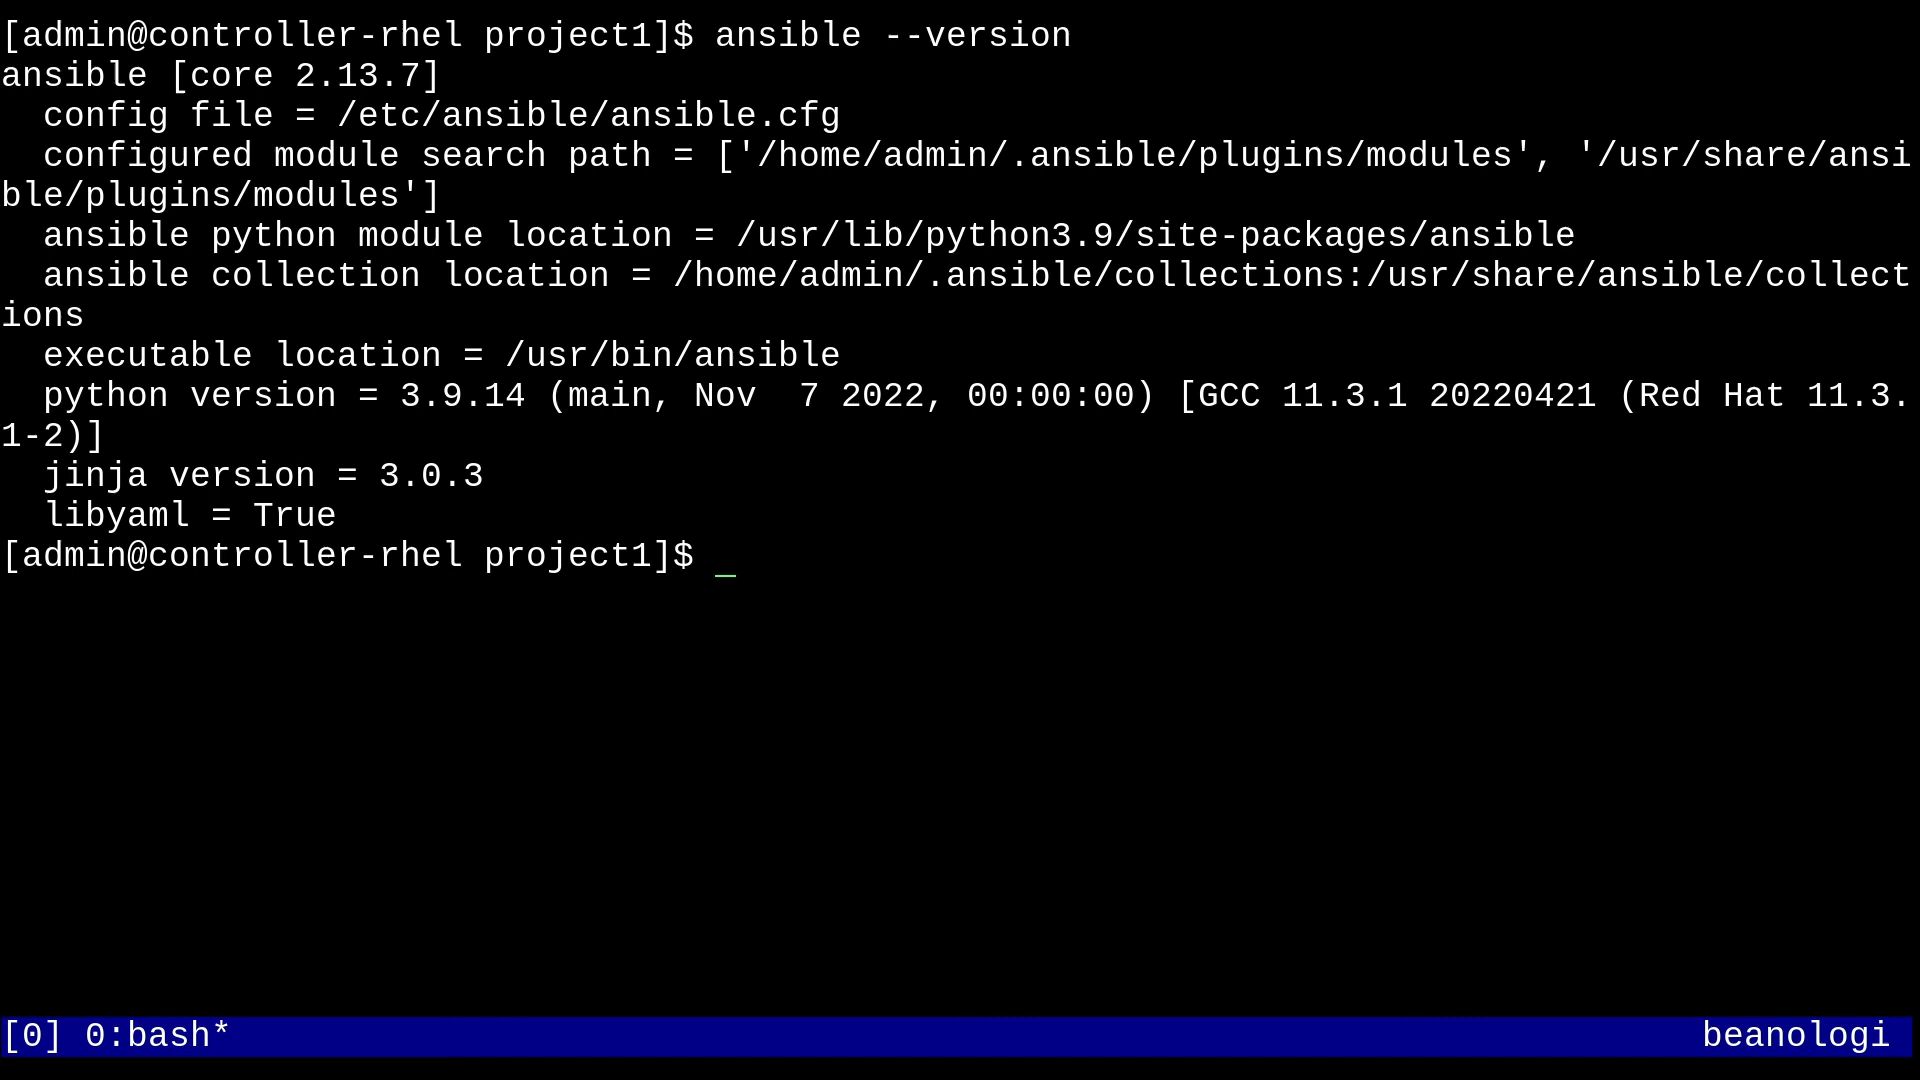 [admin@controller-rhel project1]$ ansible --version
ansible [core 2.13.7]
  config file = /etc/ansible/ansible.cfg
  configured module search path = ['/home/admin/.ansible/plugins/modules', '/usr/share/ansi
ble/plugins/modules']
  ansible python module location = /usr/lib/python3.9/site-packages/ansible
  ansible collection location = /home/admin/.ansible/collections:/usr/share/ansible/collect
ions
  executable location = /usr/bin/ansible
  python version = 3.9.14 (main, Nov  7 2022, 00:00:00) [GCC 11.3.1 20220421 (Red Hat 11.3.
1-2)]
  jinja version = 3.0.3
  libyaml = True
[admin@controller-rhel project1]$ _
[0] 0:bash* beanologi